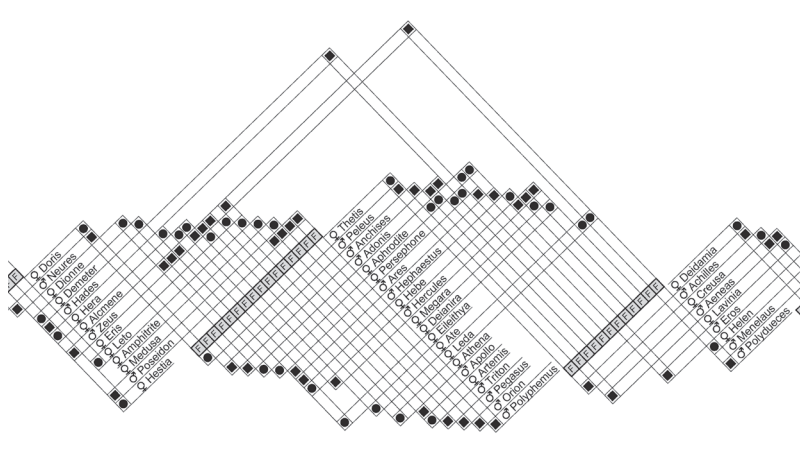 F
♀ Doris
♂ Neures
♀ Dionne
♀ Demeter
♂ Hades
♀ Hera
♀ Alcmene
♂ Zeus
♀ Eris
♀ Leto
♀ Amphitrite
♀ Medusa
♂ Poseidon
♀ Hestia
F F F F F F F F F F F F F F F
♀ Thetis
♂ Peleus
♂ Anchises
♂ Adonis
♀ Aphrodite
♀ Persephone
♂ Ares
♂ Hephaestus
♀ Hebe
♂ Hercules
♀ Megara
♀ Deianira
♀ Eileithya
♀ Ate
♀ Leda
♀ Athena
♂ Apollo
♀ Artemis
♂ Triton
♂ Pegasus
♂ Orion
♂ Polyphemus
F F F F F F F F F F F
♀ Deidamia
♂ Achilles
♀ Creusa
♂ Aeneas
♀ Lavinia
♂ Eros
♀ Helen
♂ Menelaus
♂ Polydueces